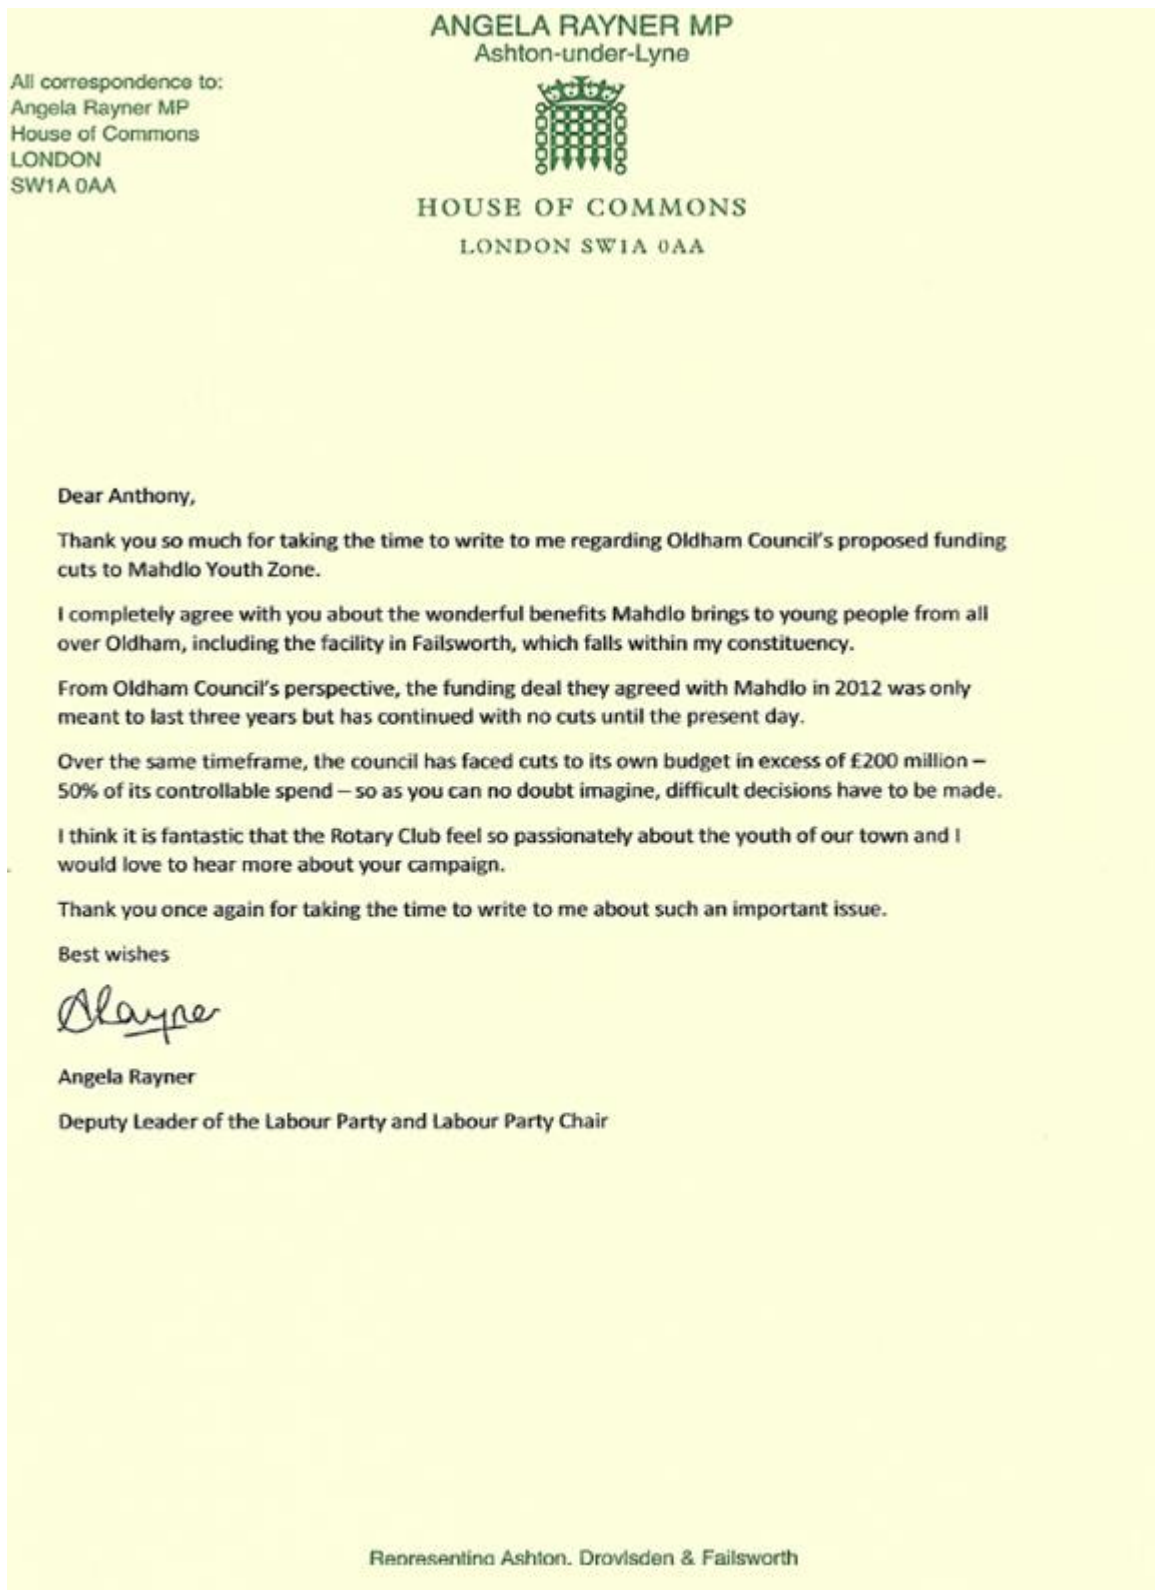 ANGELA RAYNER MP
Ashton-under-Lyne
All correspondence to:
Angela Rayner MP
House of Commons
LONDON
SW1A 0AA
HOUSE OF COMMONS
LONDON SW1A 0AA
Dear Anthony,
Thank you so much for taking the time to write to me regarding Oldham Council's proposed funding
cuts to Mahdlo Youth Zone.
I completely agree with you about the wonderful benefits Mahdlo brings to young people from all
over Oldham, including the facility in Failsworth, which falls within my constituency.
From Oldham Council's perspective, the funding deal they agreed with Mahdlo in 2012 was only
meant to last three years but has continued with no cuts until the present day.
Over the same timeframe, the council has faced cuts to its own budget in excess of £200 million –
50% of its controllable spend – so as you can no doubt imagine, difficult decisions have to be made.
I think it is fantastic that the Rotary Club feel so passionately about the youth of our town and I
would love to hear more about your campaign.
Thank you once again for taking the time to write to me about such an important issue.
Best wishes
ARayner
Angela Rayner
Deputy Leader of the Labour Party and Labour Party Chair
Representing Ashton, Drovlsden & Failsworth